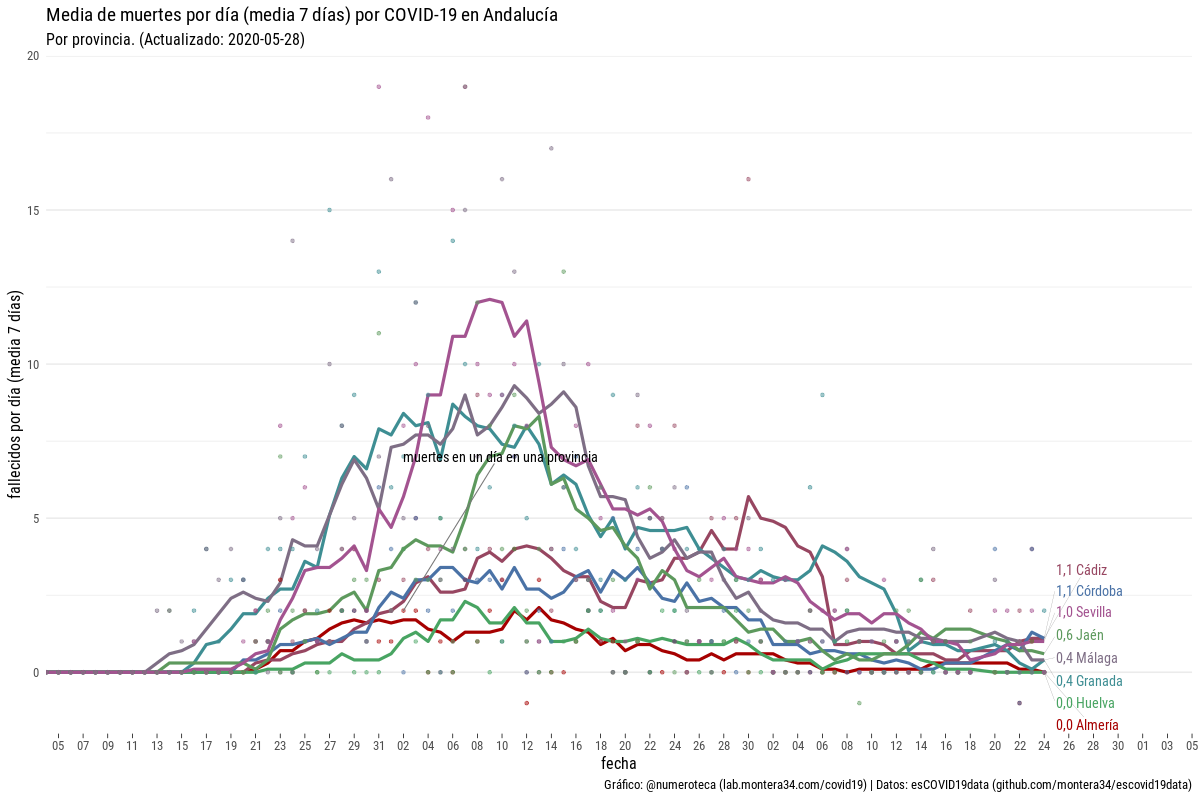 Media de muertes por día (media 7 días) por COVID-19 en Andalucía
Por provincia. (Actualizado: 2020-05-28)
fallecidos por día (media 7 días)
20
15
10
5
0
muertes en un día en una provincia
1,1 Cádiz
1,1 Córdoba
1,0 Sevilla
0,6 Jaén
0,4 Málaga
0,4 Granada
0,0 Huelva
0,0 Almería
05 07 09 11 13 15 17 19 21 23 25 27 29 31 02 04 06 08 10 12 14 16 18 20 22 24 26 28 30 02 04 06 08 10 12 14 16 18 20 22 24 26 28 30 01 03 05
fecha
Gráfico: @numeroteca (lab.montera34.com/covid19) | Datos: esCOVID19data (github.com/montera34/escovid19data)